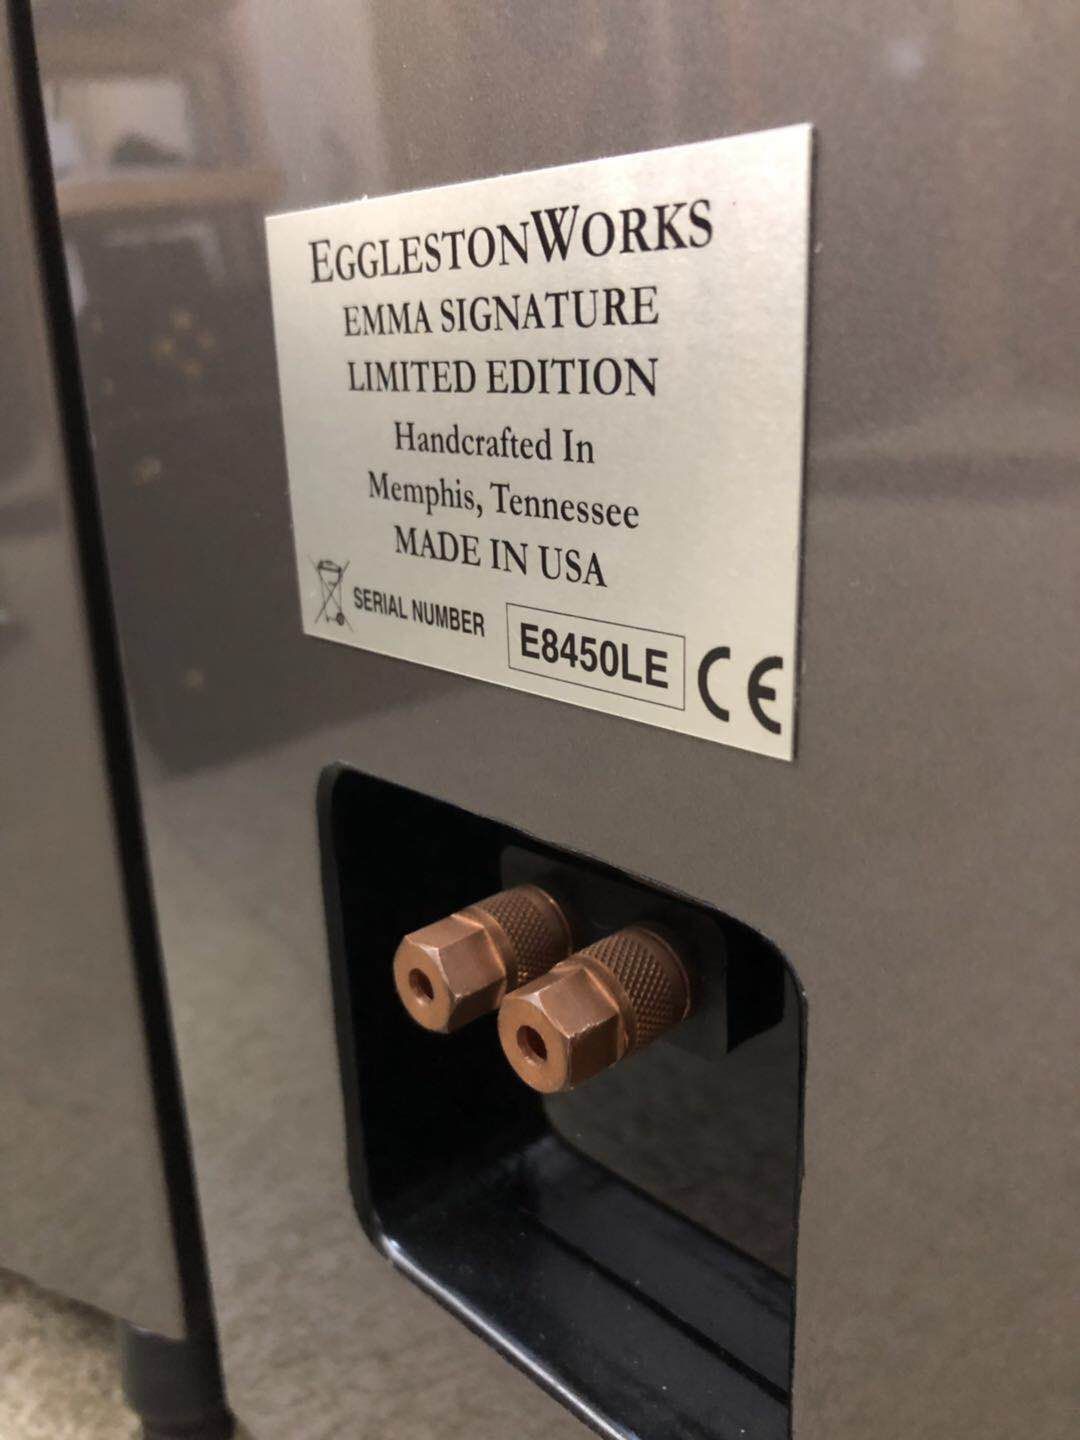 EGGLESTONWORKS
EMMA SIGNATURE
LIMITED EDITION
Handcrafted In
Memphis, Tennessee
MADE IN USA
SERIAL NUMBER E8450LE CE